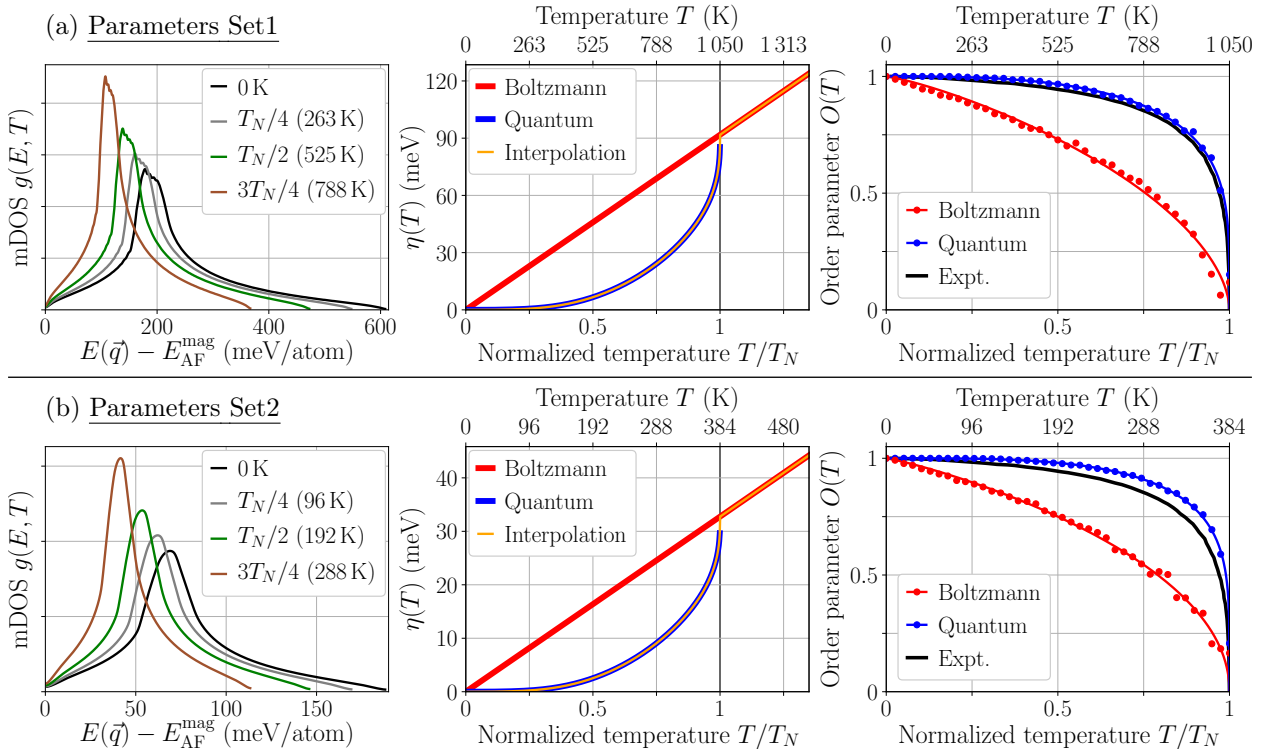 (a) Parameters Set1
mDOS g(E, T)
0 K
T_N/4 (263 K)
T_N/2 (525 K)
3T_N/4 (788 K)
0 200 400 600
E(q⃗) − E_AF^mag (meV/atom)
Temperature T (K)
0 263 525 788 1 050 1 313
η(T) (meV)
120
90
60
30
0
Boltzmann
Quantum
Interpolation
0 0.5 1
Normalized temperature T/T_N
Temperature T (K)
0 263 525 788 1 050
Order parameter O(T)
1
0.5
0
Boltzmann
Quantum
Expt.
0 0.5 1
Normalized temperature T/T_N
(b) Parameters Set2
mDOS g(E, T)
0 K
T_N/4 (96 K)
T_N/2 (192 K)
3T_N/4 (288 K)
0 50 100 150
E(q⃗) − E_AF^mag (meV/atom)
Temperature T (K)
0 96 192 288 384 480
η(T) (meV)
40
30
20
10
0
Boltzmann
Quantum
Interpolation
0 0.5 1
Normalized temperature T/T_N
Temperature T (K)
0 96 192 288 384
Order parameter O(T)
1
0.5
0
Boltzmann
Quantum
Expt.
0 0.5 1
Normalized temperature T/T_N